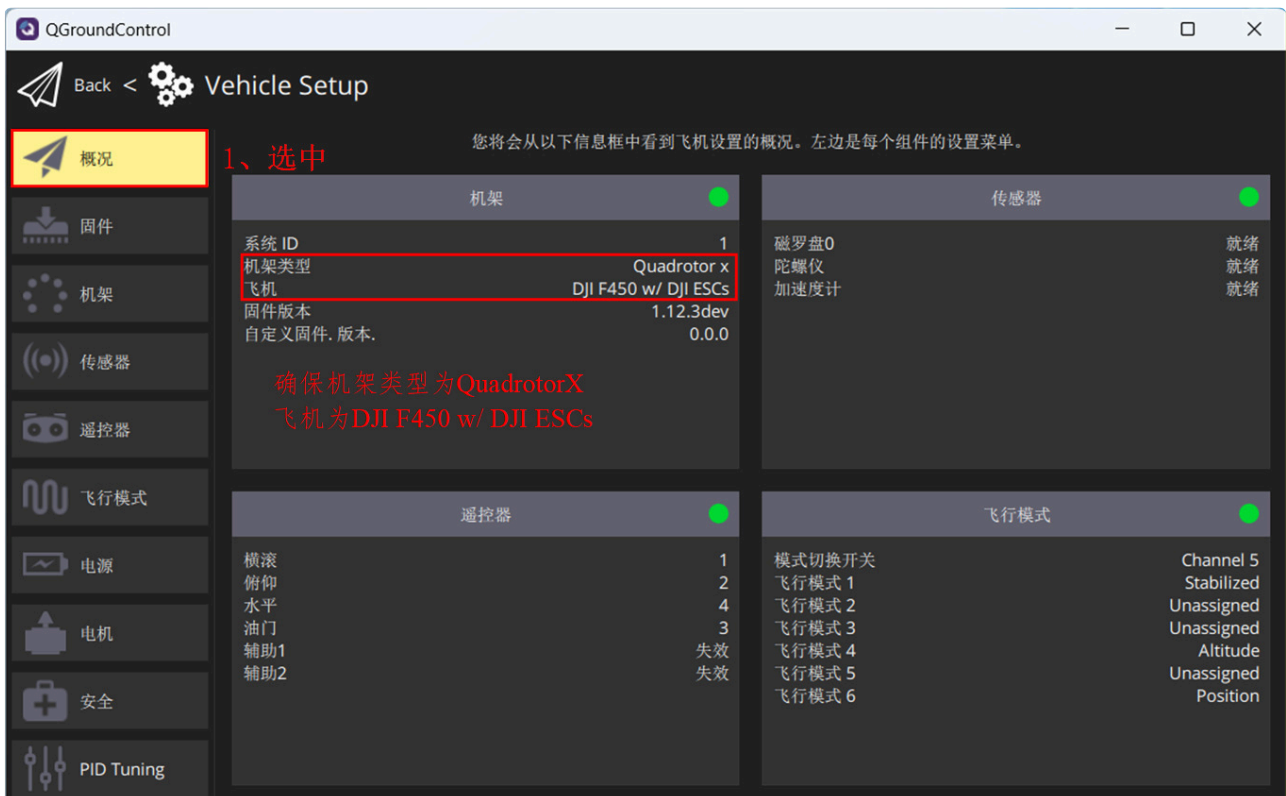 QGroundControl
Back < Vehicle Setup
概况
1、选中
固件
机架
传感器
遥控器
飞行模式
电源
电机
安全
PID Tuning
您将会从以下信息框中看到飞机设置的概况。左边是每个组件的设置菜单。
机架
系统 ID 1
机架类型 Quadrotor x
飞机 DJI F450 w/ DJI ESCs
固件版本 1.12.3dev
自定义固件. 版本. 0.0.0
确保机架类型为QuadrotorX
飞机为DJI F450 w/ DJI ESCs
传感器
磁罗盘0 就绪
陀螺仪 就绪
加速度计 就绪
遥控器
横滚 1
俯仰 2
水平 4
油门 3
辅助1 失效
辅助2 失效
飞行模式
模式切换开关 Channel 5
飞行模式 1 Stabilized
飞行模式 2 Unassigned
飞行模式 3 Unassigned
飞行模式 4 Altitude
飞行模式 5 Unassigned
飞行模式 6 Position